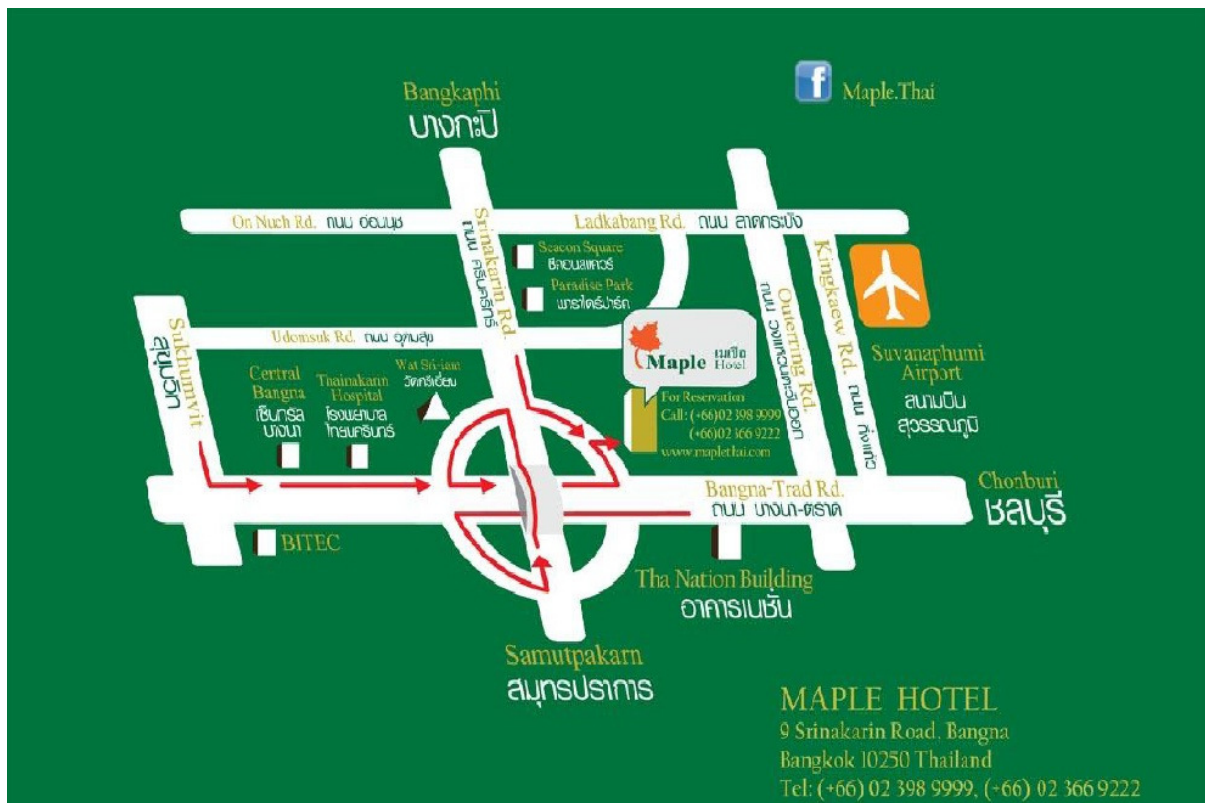 Maple.Thai
Bangkaphi
บางกะปิ
On Nuch Rd. ถนน อ่อนนุช
Srinakarin Rd.
ถนน ศรีนครินทร์
Ladkabang Rd. ถนน ลาดกระบัง
Seacon Square
ซีคอนสแควร์
Paradise Park
พาราไดร์ปาร์ค
Outerring Rd.
ถนน วงแหวนรอบนอก
Kingkaew Rd. ถนน กิ่งแก้ว
Suvanaphumi
Airport
สนามบิน
สุวรรณภูมิ
Sukhumvit
สุขุมวิท
Udomsuk Rd. ถนน อุดมสุข
Maple เมเปิล
Hotel
For Reservation
Call: (+66)02 398 9999
(+66)02 366 9222
www.maplethai.com
Central
Bangna
เซ็นทรัล
บางนา
Thainakarin
Hospital
โรงพยาบาล
ไทยนครินทร์
Wat Sri-iam
วัดศรีเอี่ยม
Bangna-Trad Rd.
ถนน บางนา-ตราด
Chonburi
ชลบุรี
BITEC
Tha Nation Building
อาคารเนชั่น
Samutpakarn
สมุทรปราการ
MAPLE HOTEL
9 Srinakarin Road, Bangna
Bangkok 10250 Thailand
Tel: (+66) 02 398 9999, (+66) 02 366 9222